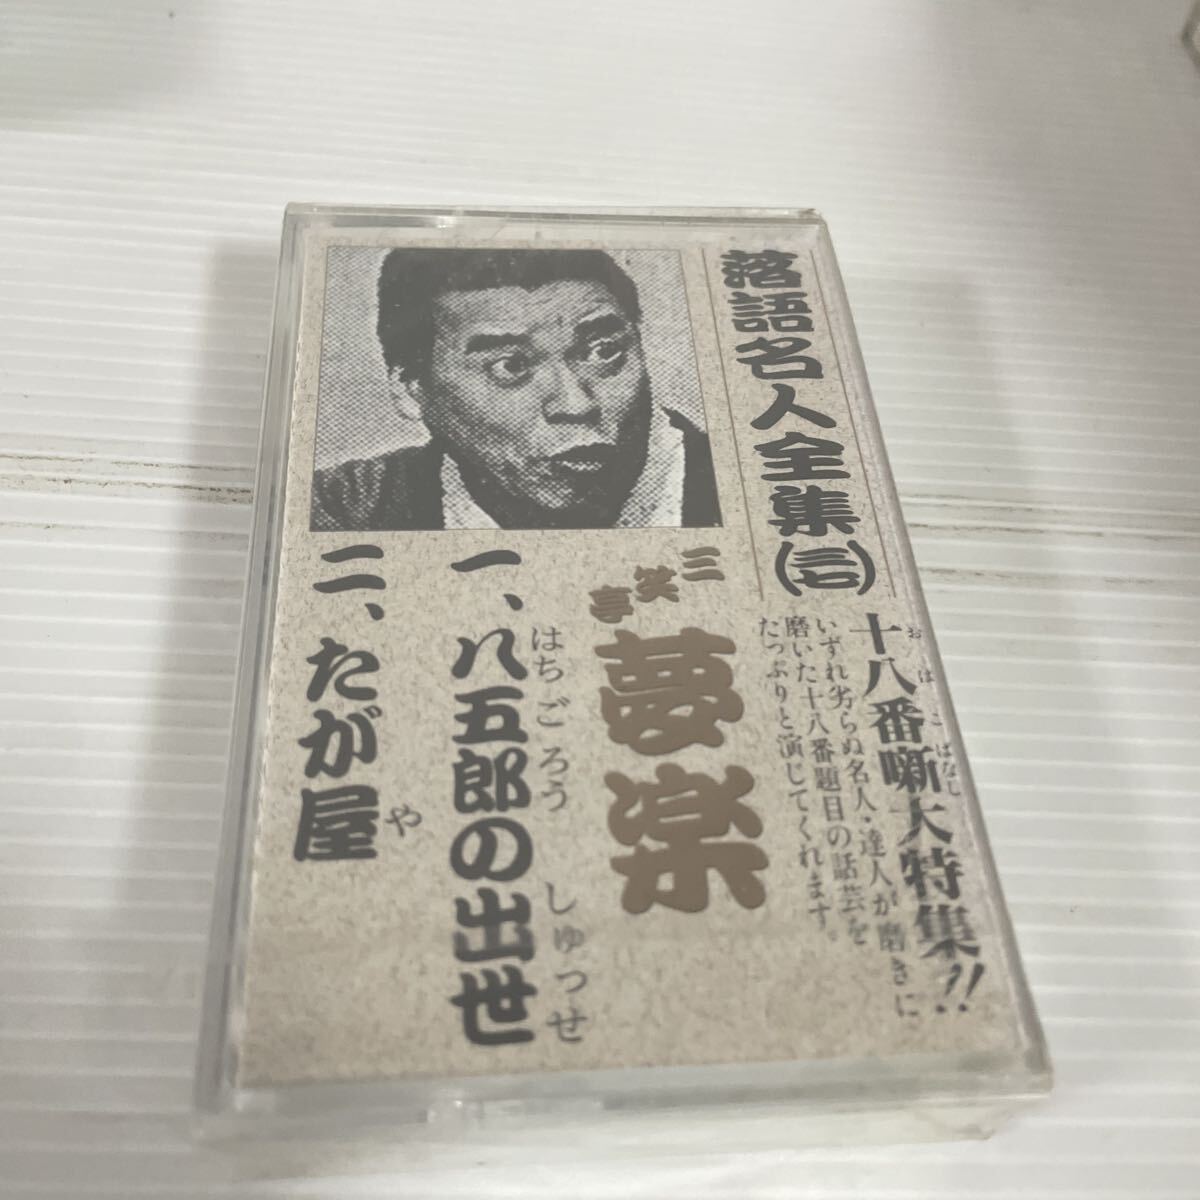 落語名人全集(三七)
十八番噺大特集!!
おはこばなし
いずれ劣らぬ名人・達人が磨きに
磨いた十八番題目の話芸を
たっぷりと演じてくれます。
三笑亭
夢楽
一、八五郎の出世
はちごろう しゅっせ
二、たが屋
や